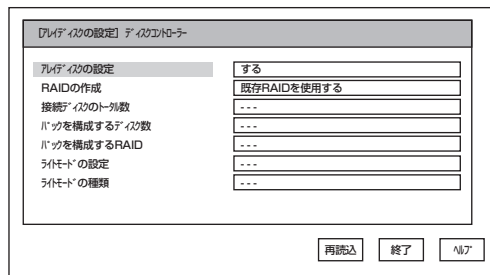 [ｱﾚｲﾃﾞｨｽｸの設定] ﾃﾞｨｽｸｺﾝﾄﾛｰﾗｰ
ｱﾚｲﾃﾞｨｽｸの設定 する
RAIDの作成 既存RAIDを使用する
接続ﾃﾞｨｽｸのﾄｰﾀﾙ数 ---
ﾊﾟｯｸを構成するﾃﾞｨｽｸ数 ---
ﾊﾟｯｸを構成するRAID ---
ﾗｲﾄﾓｰﾄﾞの設定 ---
ﾗｲﾄﾓｰﾄﾞの種類 ---
再読込 終了 ﾍﾙﾌﾟ